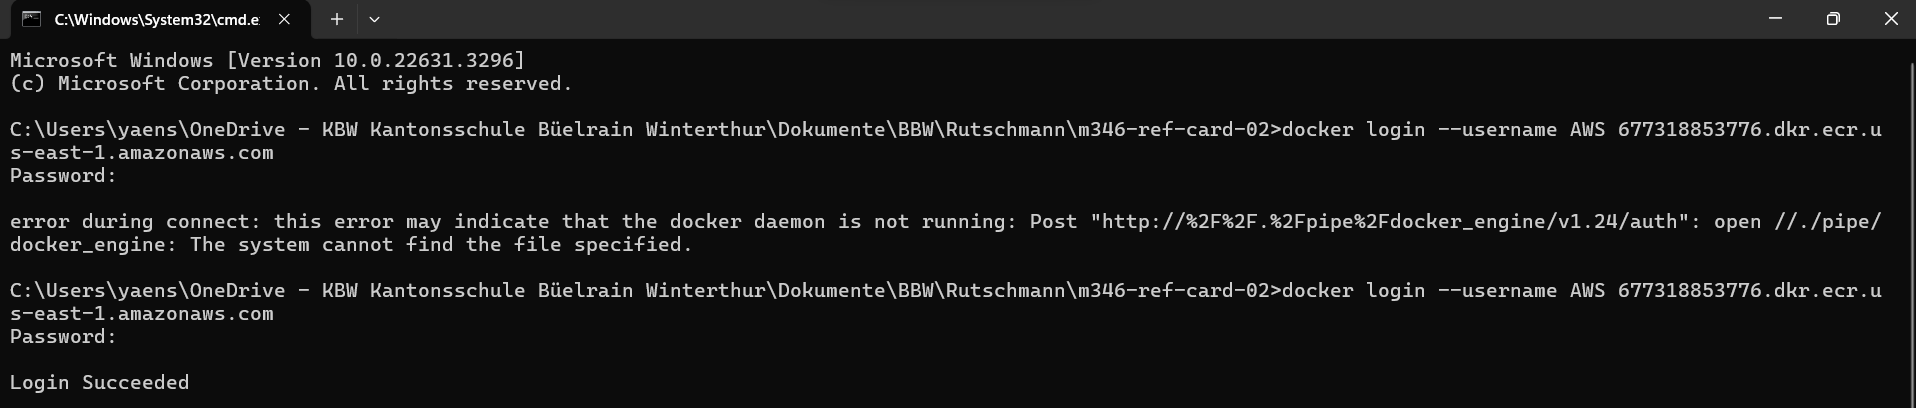 C:\Windows\System32\cmd.e
Microsoft Windows [Version 10.0.22631.3296]
(c) Microsoft Corporation. All rights reserved.
C:\Users\yaens\OneDrive - KBW Kantonsschule Büelrain Winterthur\Dokumente\BBW\Rutschmann\m346-ref-card-02>docker login --username AWS 677318853776.dkr.ecr.u
s-east-1.amazonaws.com
Password:
error during connect: this error may indicate that the docker daemon is not running: Post "http://%2F%2F.%2Fpipe%2Fdocker_engine/v1.24/auth": open //./pipe/
docker_engine: The system cannot find the file specified.
C:\Users\yaens\OneDrive - KBW Kantonsschule Büelrain Winterthur\Dokumente\BBW\Rutschmann\m346-ref-card-02>docker login --username AWS 677318853776.dkr.ecr.u
s-east-1.amazonaws.com
Password:
Login Succeeded